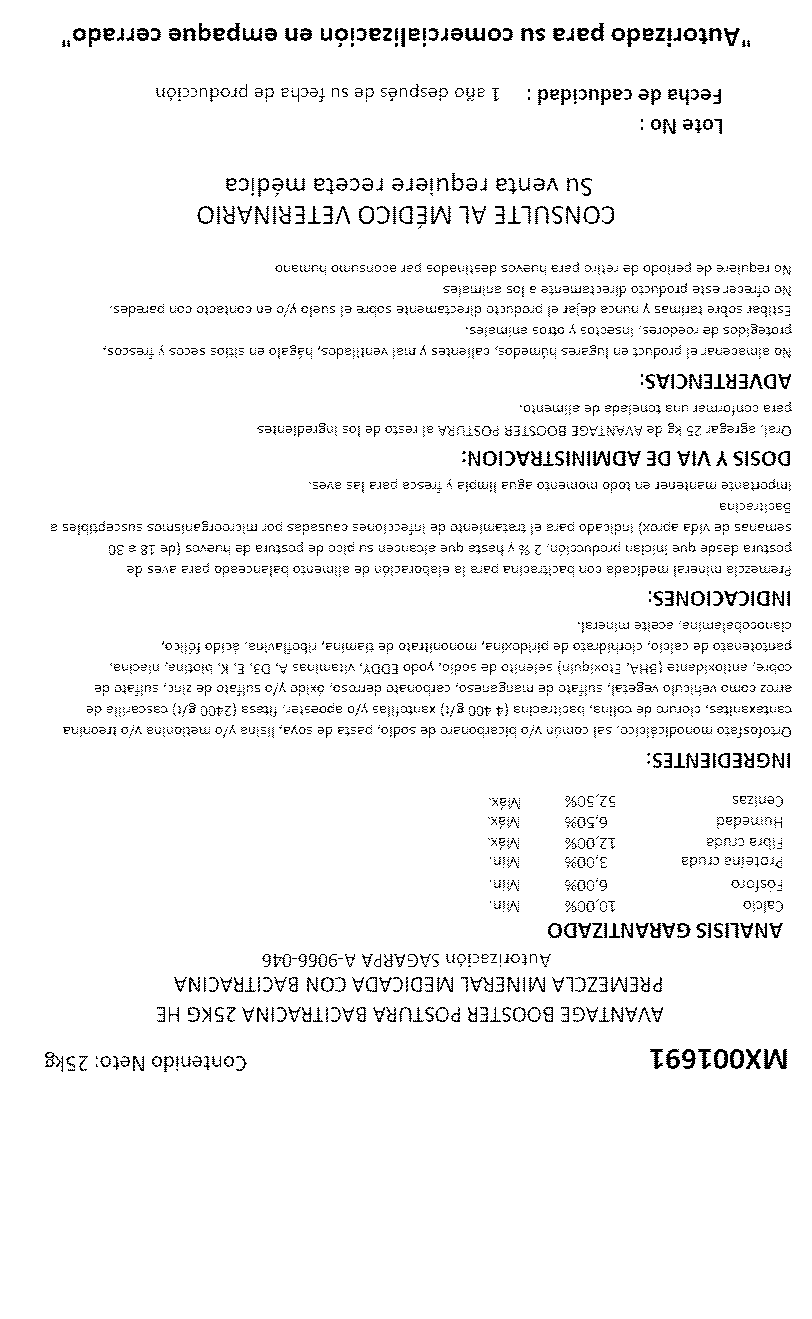 MX001691 Contenido Neto: 25kg
AVANTAGE BOOSTER POSTURA BACITRACINA 25KG HE
PREMEZCLA MINERAL MEDICADA CON BACITRACINA
Autorización SAGARPA A-9066-046
ANALISIS GARANTIZADO
Calcio 10,00% Min.
Fósforo 6,00% Min.
Proteina cruda 3,00% Min.
Fibra cruda 12,00% Máx.
Humedad 6,50% Máx.
Cenizas 52,50% Máx.
INGREDIENTES:
Ortofosfato monodicálcico, sal común y/o bicarbonaro de sodio, pasta de soya, lisina y/o metionina y/o treonina
cantaxanitas, cloruro de colina, bacitracina (4 400 g/t) xantofilas y/o apoester, fitasa (2400 g/t) cascarilla de
arroz como vehículo vegetal, sulfato de manganeso, carbonato derroso, óxido y/o sulfato de zinc, sulfato de
cobre, antioxidante (BHA, Etoxiquin) selenito de sodio, yodo EDDY, vitaminas A, D3, E, K, biotina, niacina,
pantotenato de calcio, clorhidrato de piridoxina, mononitrato de tiamina, riboflavina, ácido fólico,
cianocobalamina, aceite mineral.
INDICACIONES:
Premezcla mineral medicada con bacitracina para la elaboración de alimento balanceado para aves de
postura desde que inician producción, 2 % y hasta que alcancen su pico de postura de huevos (de 18 a 30
semanas de vida aprox) indicado para el tratamiento de infecciones causadas por microorganismos susceptibles a
Bacitracina
Importante mantener en todo momento agua limpia y fresca para las aves.
DOSIS Y VIA DE ADMINISTRACION:
Oral, agregar 25 kg de AVANTAGE BOOSTER POSTURA al resto de los ingredientes
para conformar una tonelada de alimento.
ADVERTENCIAS:
No almacenar el product en lugares húmedos, calientes y mal ventilados, hágalo en sitios secos y frescos,
protegidos de roedores, insectos y otros animales.
Estibar sobre tarimas y nunca dejar el producto directamente sobre el suelo y/o en contacto con paredes.
No ofrecer este producto directamente a los animales
No requiere de periodo de retiro para huevos destinados par aconsumo humano
CONSULTE AL MÉDICO VETERINARIO
Su venta requiere receta médica
Lote No :
Fecha de caducidad : 1 año después de su fecha de producción
"Autorizado para su comercialización en empaque cerrado"